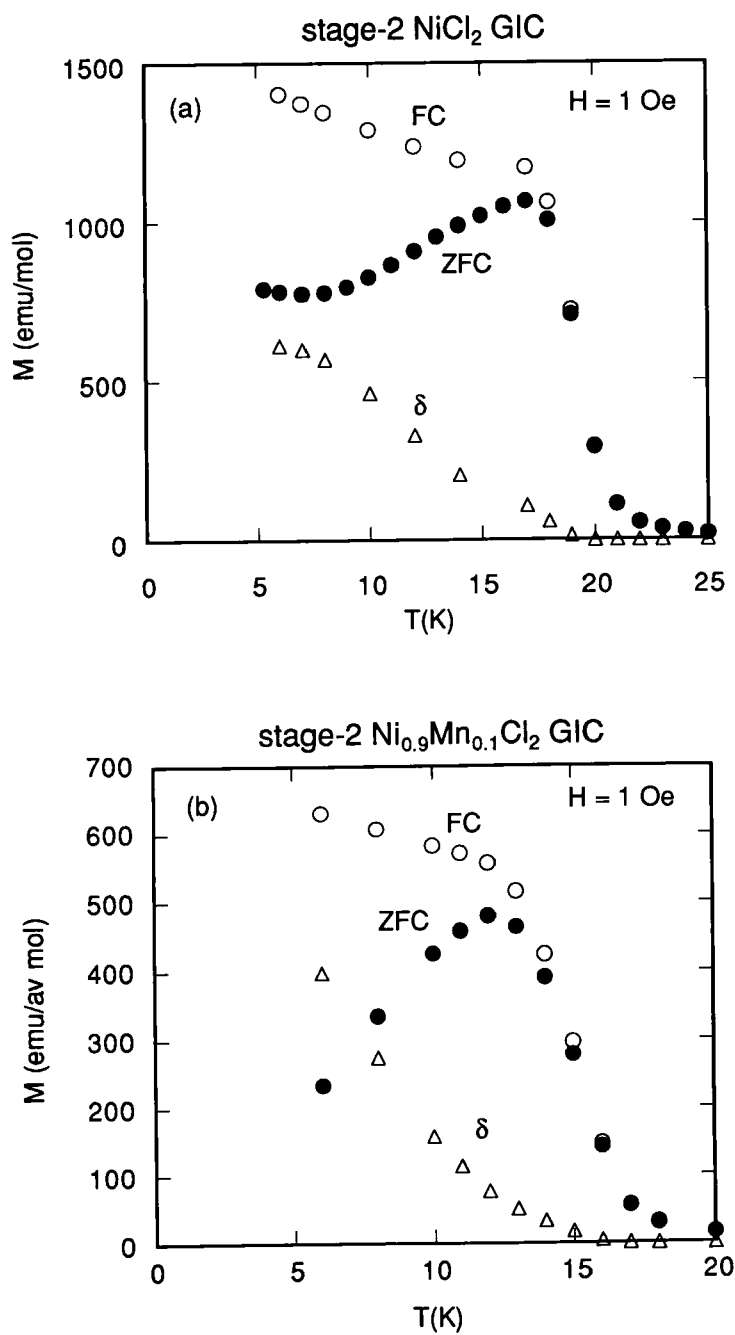 stage-2 NiCl₂ GIC
1500
(a)
FC
H = 1 Oe
1000
ZFC
M (emu/mol)
500
δ
0
0 5 10 15 20 25
T(K)
stage-2 Ni₀.₉Mn₀.₁Cl₂ GIC
700
(b)
FC
H = 1 Oe
600
500
ZFC
400
M (emu/av mol)
300
200
δ
100
0
0 5 10 15 20
T(K)